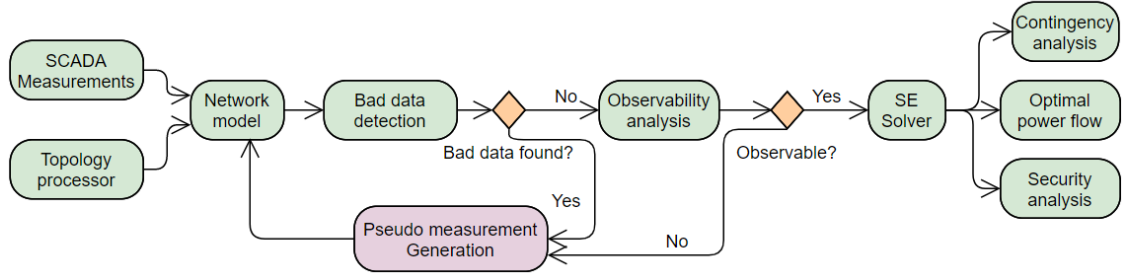 SCADA
Measurements
Topology
processor
Network
model
Bad data
detection
No
Bad data found?
Yes
Observability
analysis
Yes
Observable?
No
Pseudo measurement
Generation
SE
Solver
Contingency
analysis
Optimal
power flow
Security
analysis